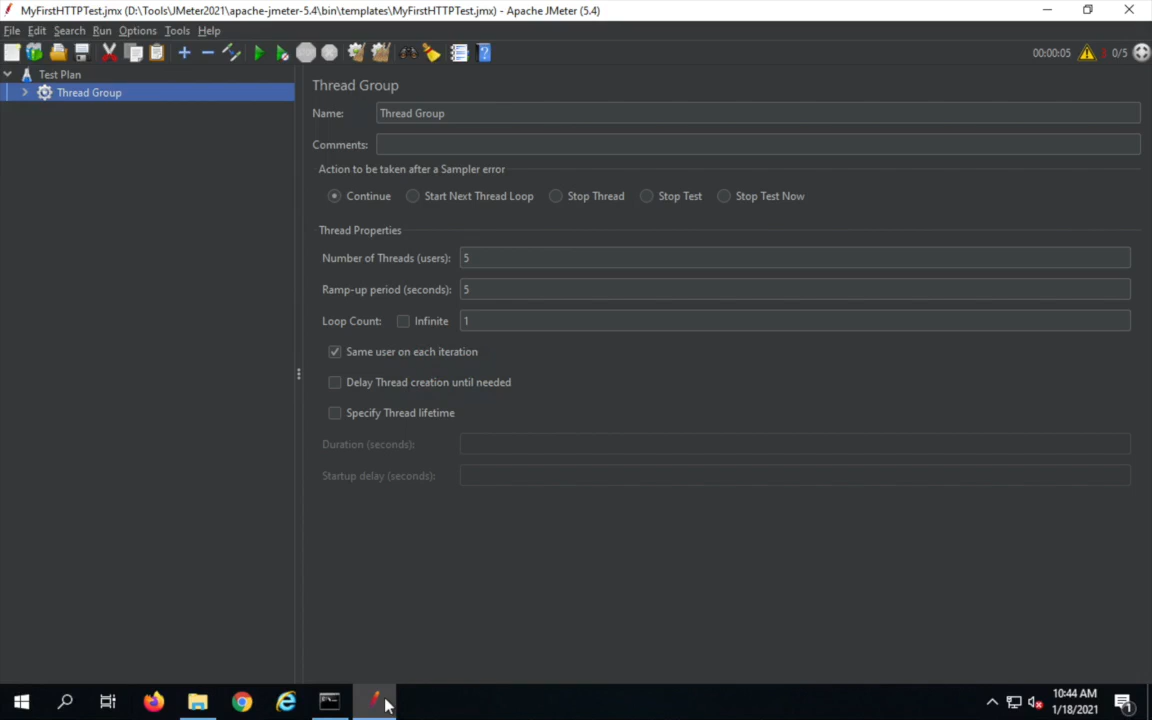 MyFirstHTTPTest.jmx (D:\Tools\JMeter2021\apache-jmeter-5.4\bin\templates\MyFirstHTTPTest.jmx) - Apache JMeter (5.4)
File Edit Search Run Options Tools Help
00:00:05 0/5
Test Plan
Thread Group
Thread Group
Name: Thread Group
Comments:
Action to be taken after a Sampler error
Continue Start Next Thread Loop Stop Thread Stop Test Stop Test Now
Thread Properties
Number of Threads (users): 5
Ramp-up period (seconds): 5
Loop Count: Infinite 1
Same user on each iteration
Delay Thread creation until needed
Specify Thread lifetime
Duration (seconds):
Startup delay (seconds):
10:44 AM
1/18/2021
1